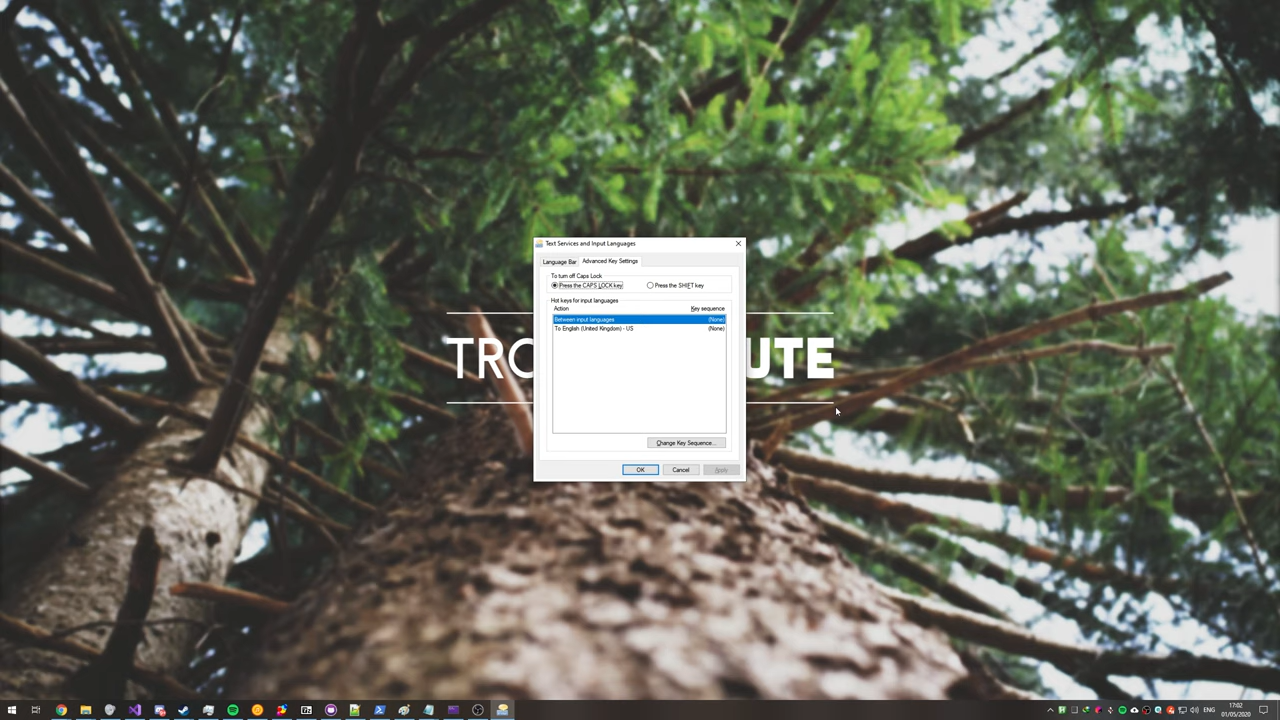 Text Services and Input Languages
Language Bar
Advanced Key Settings
To turn off Caps Lock
Press the CAPS LOCK key
Press the SHIFT key
Hot keys for input languages
Action
Key sequence
Between input languages
(None)
To English (United Kingdom) - US
(None)
TRO
UTE
Change Key Sequence...
OK
Cancel
Apply
ENG
17:02
01/05/2020